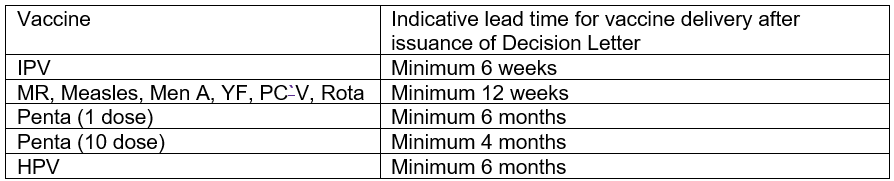 Vaccine
Indicative lead time for vaccine delivery after
issuance of Decision Letter
IPV
Minimum 6 weeks
MR, Measles, Men A, YF, PC-V, Rota
Minimum 12 weeks
Penta (1 dose)
Minimum 6 months
Penta (10 dose)
Minimum 4 months
HPV
Minimum 6 months